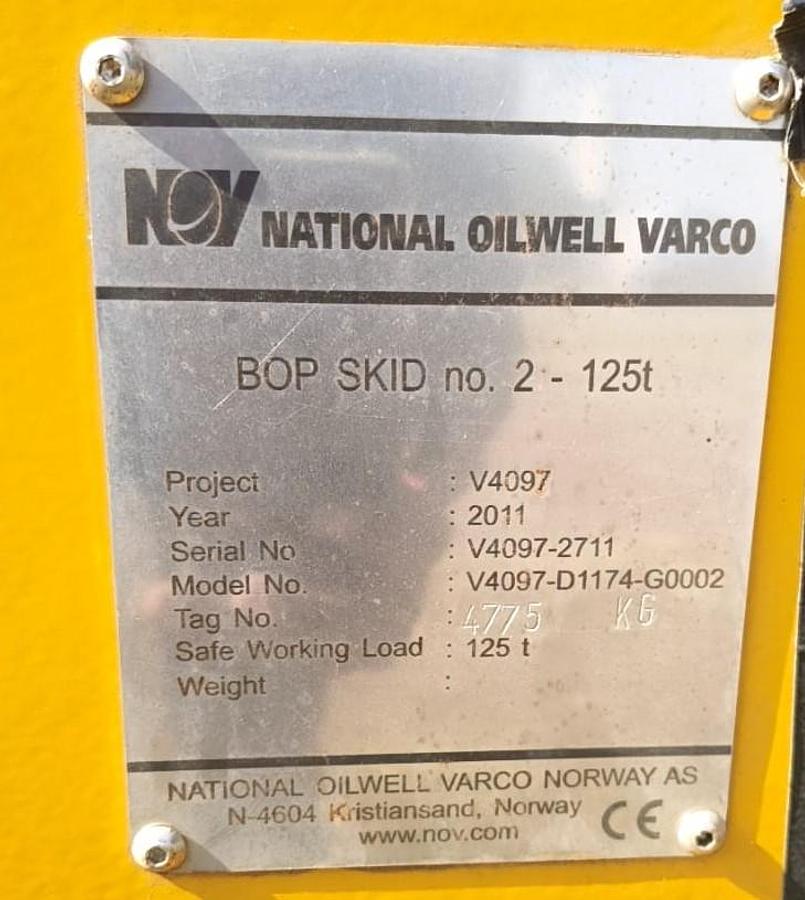 NOV NATIONAL OILWELL VARCO
BOP SKID no. 2 - 125t
Project : V4097
Year : 2011
Serial No : V4097-2711
Model No. : V4097-D1174-G0002
Tag No. : 4775 KG
Safe Working Load : 125 t
Weight :
NATIONAL OILWELL VARCO NORWAY AS
N-4604 Kristiansand, Norway
www.nov.com
CE